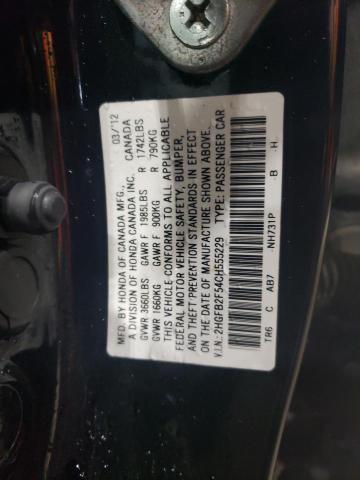 MFD. BY HONDA OF CANADA MFG., 03/'12
A DIVISION OF HONDA CANADA INC. CANADA
GVWR 3660LBS GAWR F 1985LBS R 1742LBS
GVWR 1660KG GAWR F 900KG R 790KG
THIS VEHICLE CONFORMS TO ALL APPLICABLE
FEDERAL MOTOR VEHICLE SAFETY, BUMPER,
AND THEFT PREVENTION STANDARDS IN EFFECT
ON THE DATE OF MANUFACTURE SHOWN ABOVE.
V.I.N.: 2HGFB2F54CH555229 TYPE: PASSENGER CAR
TR6 C AB7 NH731P B H